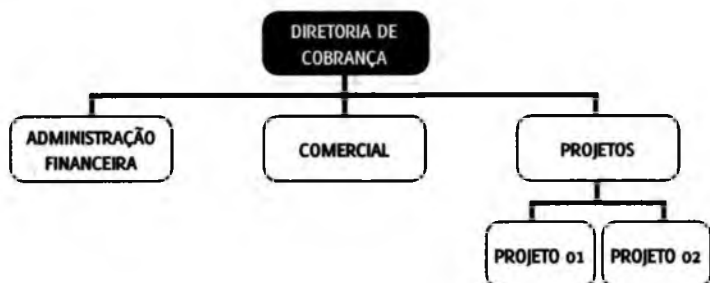 DIRETORIA DE
COBRANÇA
ADMINISTRAÇÃO
FINANCEIRA
COMERCIAL
PROJETOS
PROJETO 01
PROJETO 02